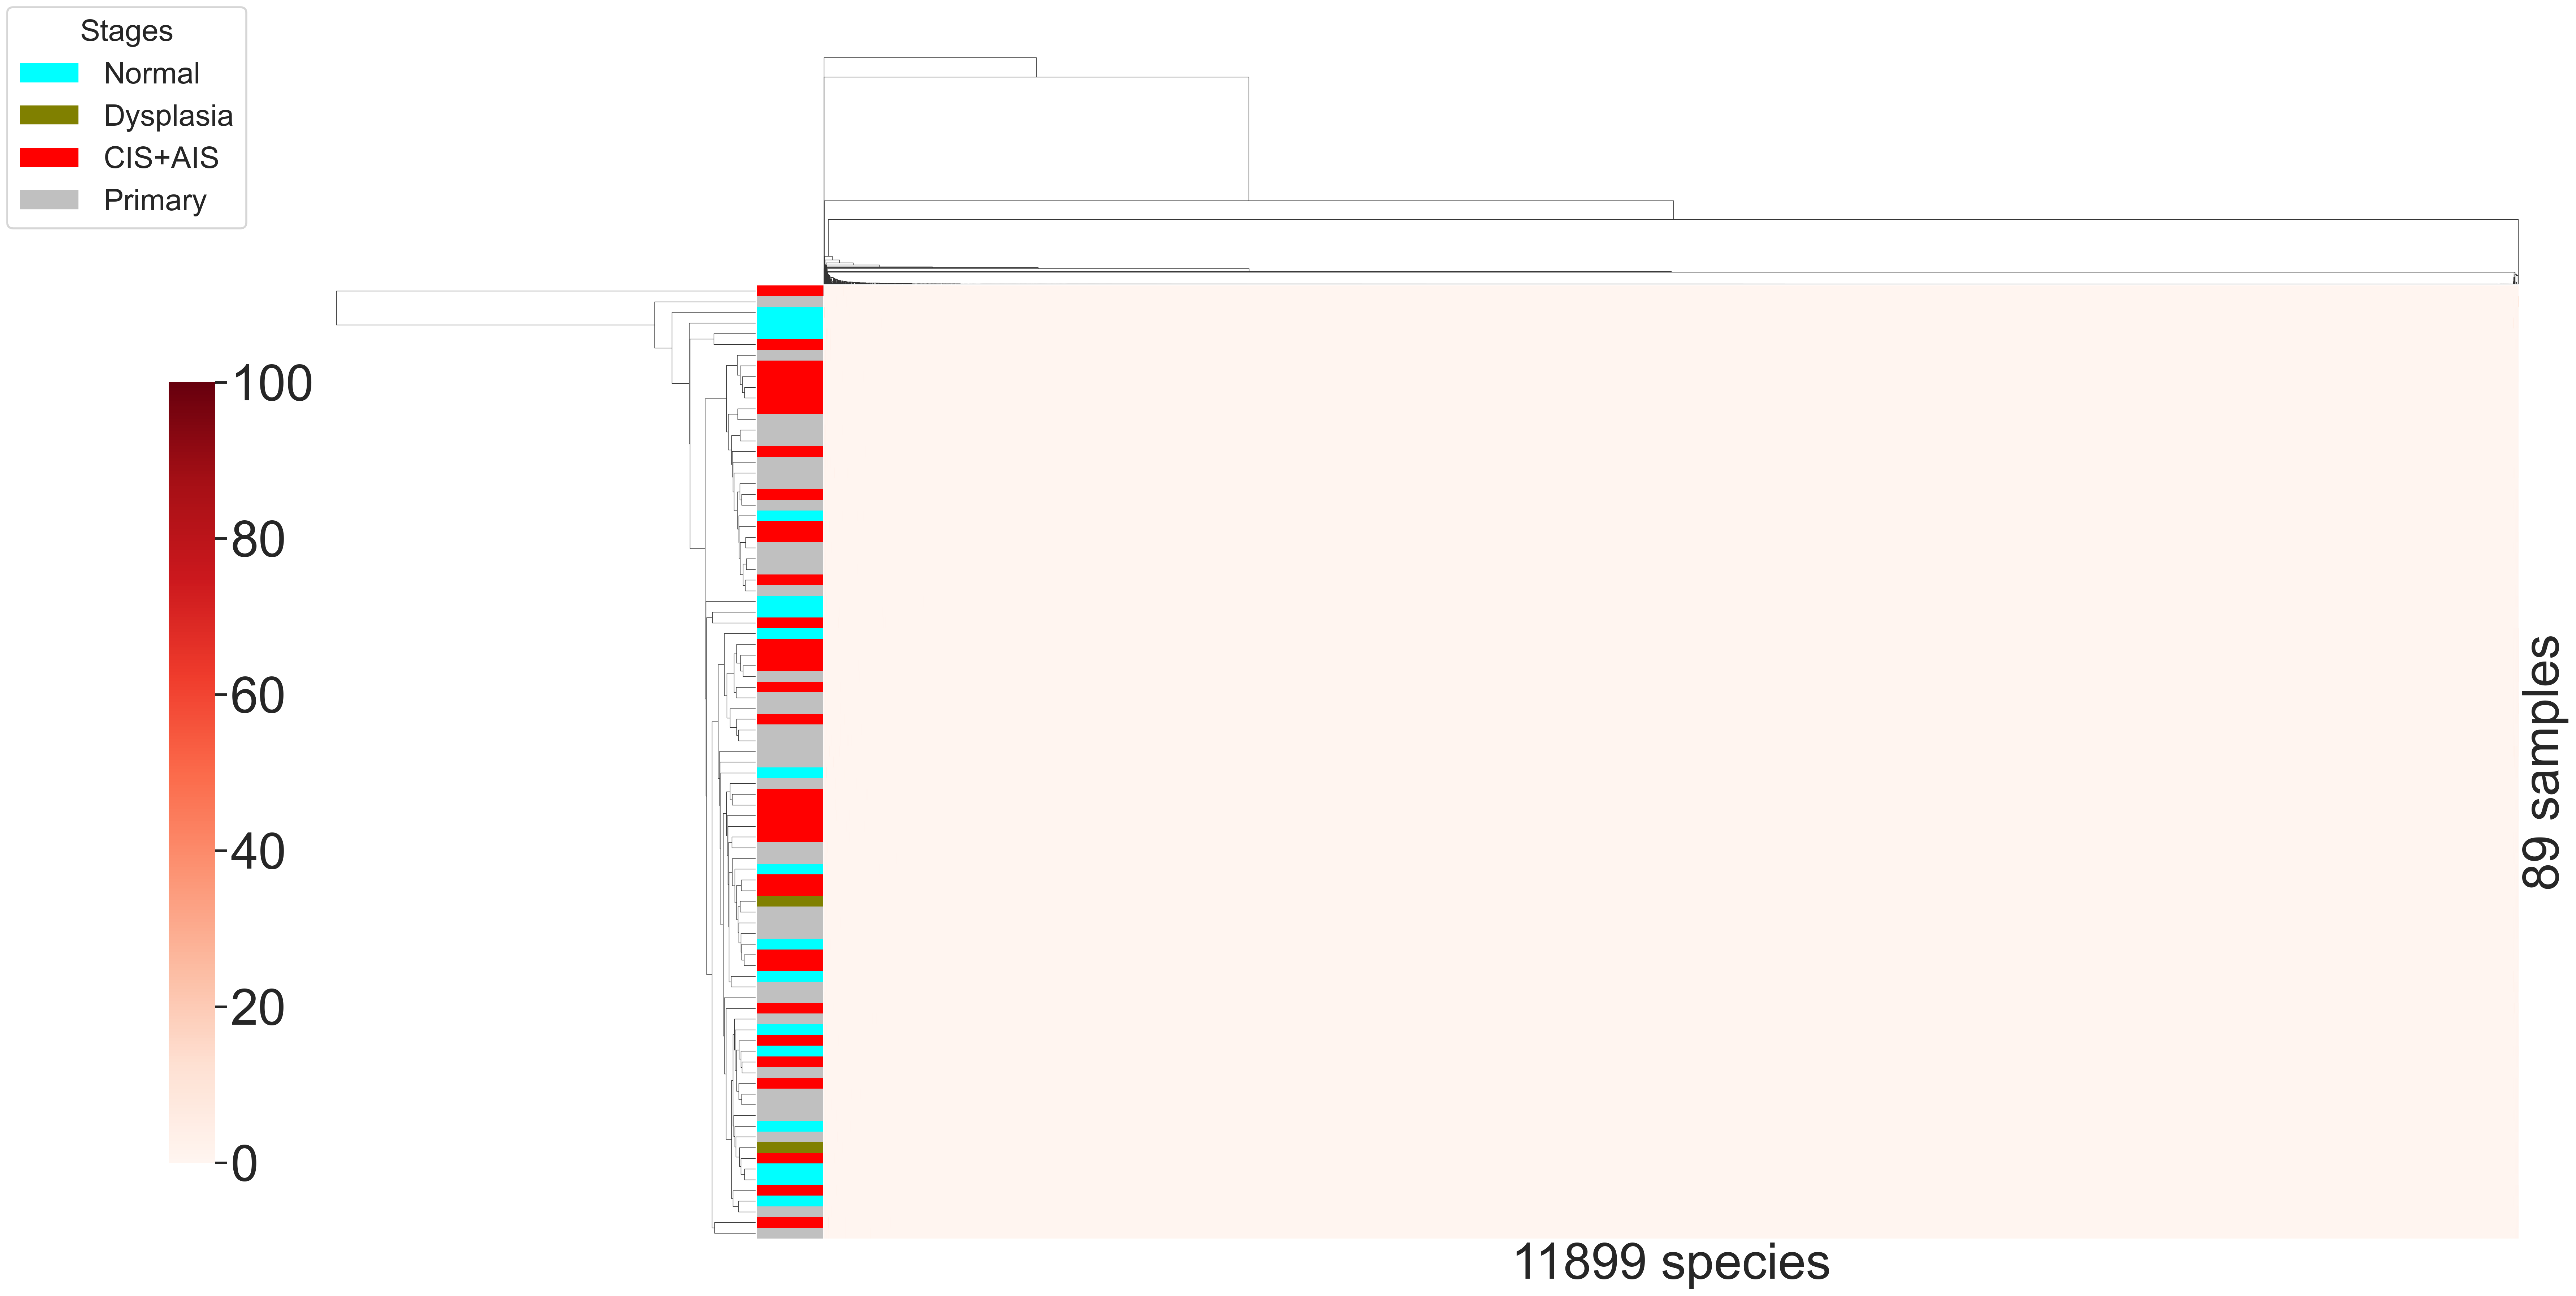 Stages
Normal
Dysplasia
CIS+AIS
Primary
100
80
60
40
20
0
89 samples
11899 species